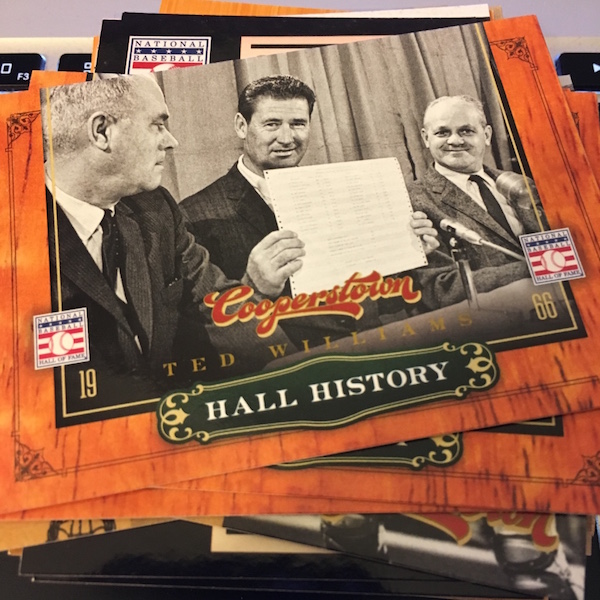 F3
NATIONAL
BASEBALL
Cooperstown
NATIONAL
BASEBALL
HALL OF FAME
NATIONAL
BASEBALL
HALL OF FAME
19
TED WILLIAMS
66
HALL HISTORY